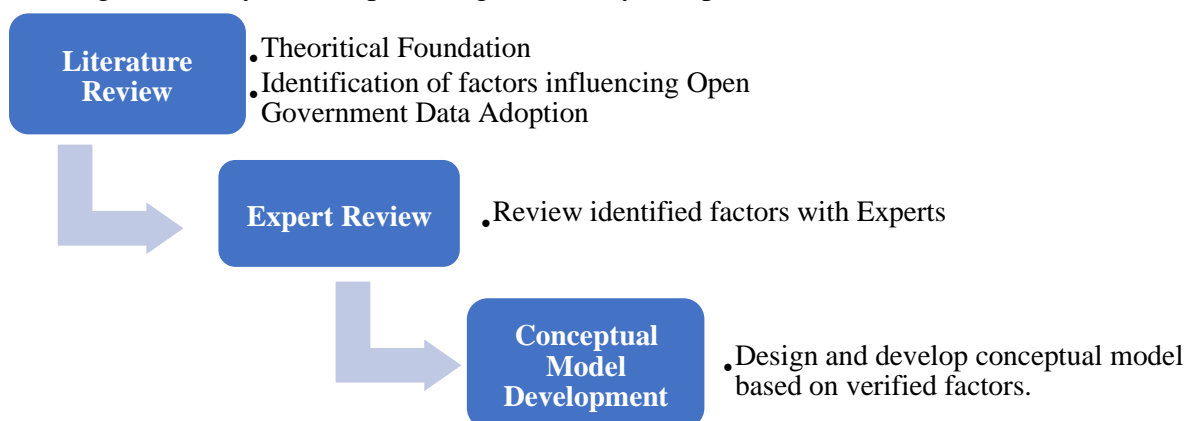 Literature
Review
•Theoritical Foundation
•Identification of factors influencing Open
Government Data Adoption
Expert Review
•Review identified factors with Experts
Conceptual
Model
Development
•Design and develop conceptual model
based on verified factors.